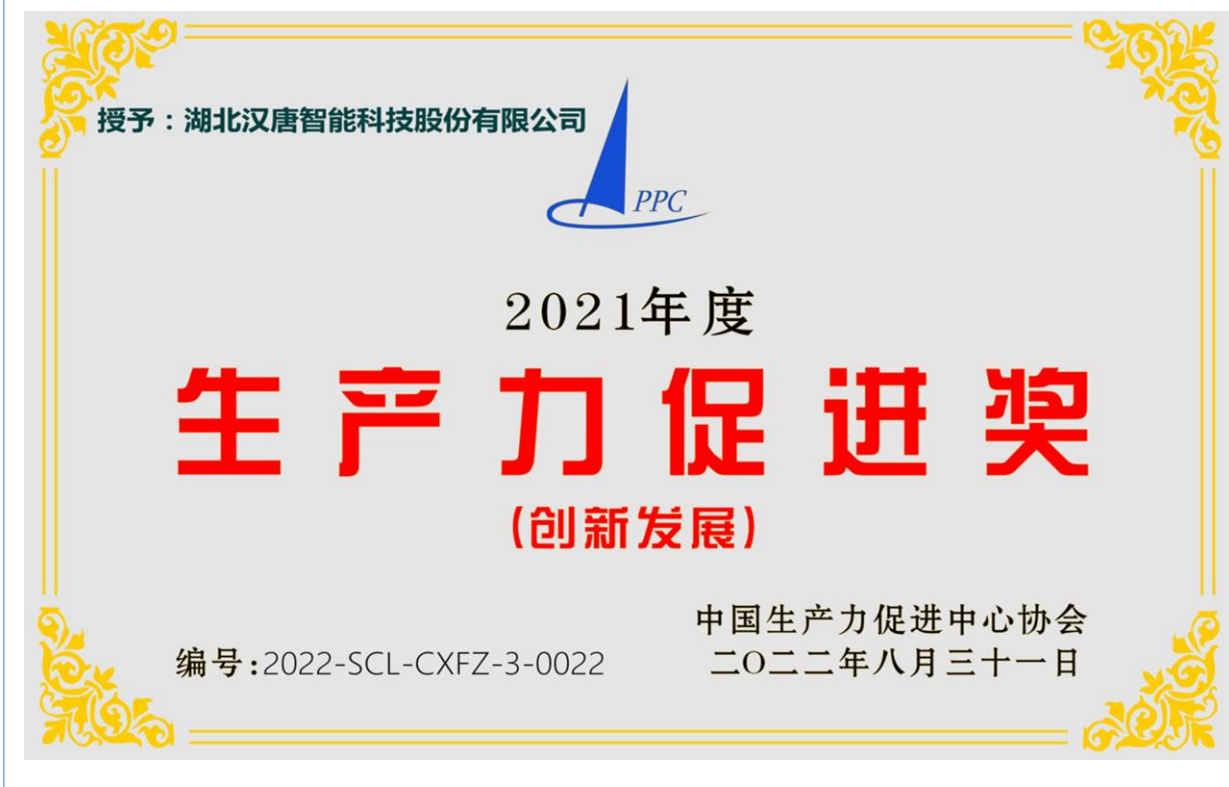 授予：湖北汉唐智能科技股份有限公司
PPC
2021年度
生产力促进奖
(创新发展)
中国生产力促进中心协会
编号:2022-SCL-CXFZ-3-0022
二〇二二年八月三十一日